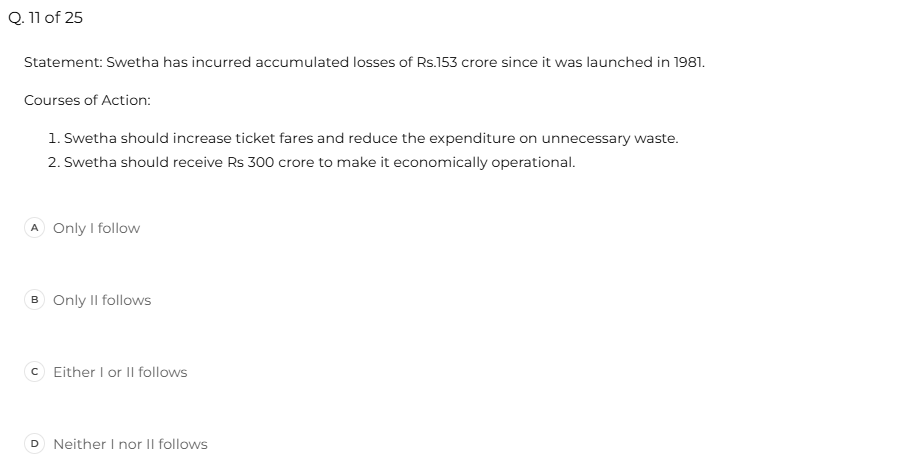 Q. 11 of 25
Statement: Swetha has incurred accumulated losses of Rs.153 crore since it was launched in 1981.
Courses of Action:
1. Swetha should increase ticket fares and reduce the expenditure on unnecessary waste.
2. Swetha should receive Rs 300 crore to make it economically operational.
A Only I follow
B Only II follows
C Either I or II follows
D Neither I nor II follows